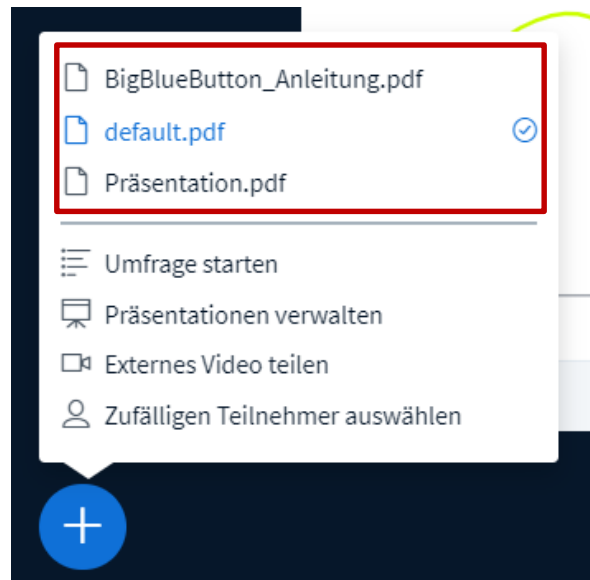 BigBlueButton_Anleitung.pdf
default.pdf
Präsentation.pdf
Umfrage starten
Präsentationen verwalten
Externes Video teilen
Zufälligen Teilnehmer auswählen